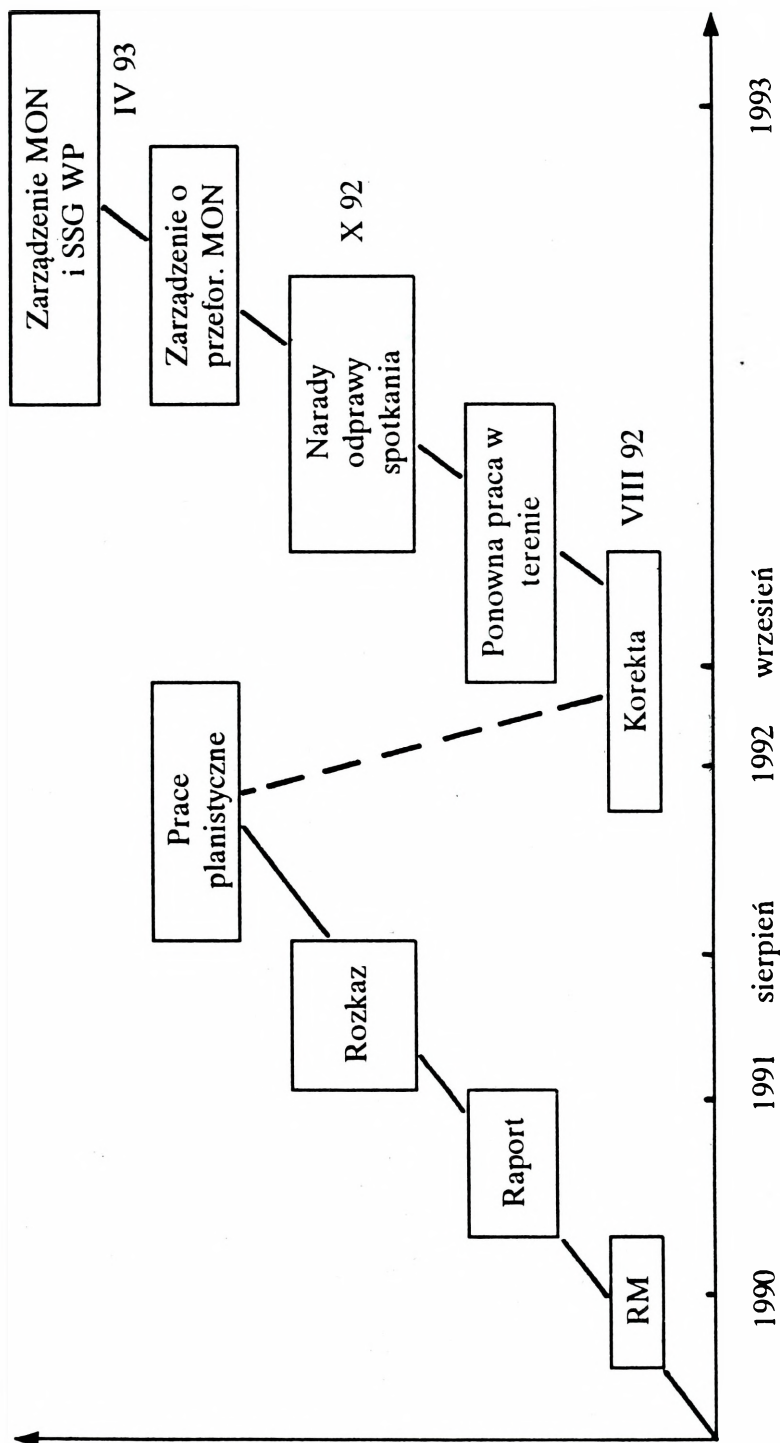 Zarządzenie MON
i SSG WP
IV 93
Zarządzenie o
przefor. MON
Prace
planistyczne
Rozkaz
Narady
odprawy
spotkania
X 92
Raport
Ponowna praca w
terenie
RM
Korekta
VIII 92
1990
1991
sierpień
1992
wrzesień
1993